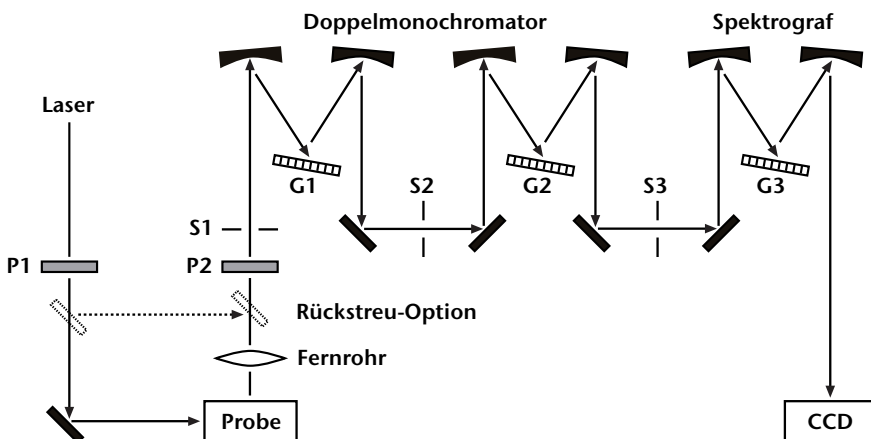 Doppelmonochromator
Spektrograf
Laser
G1
S2
G2
S3
G3
S1
P1
P2
Rückstreu-Option
Fernrohr
Probe
CCD